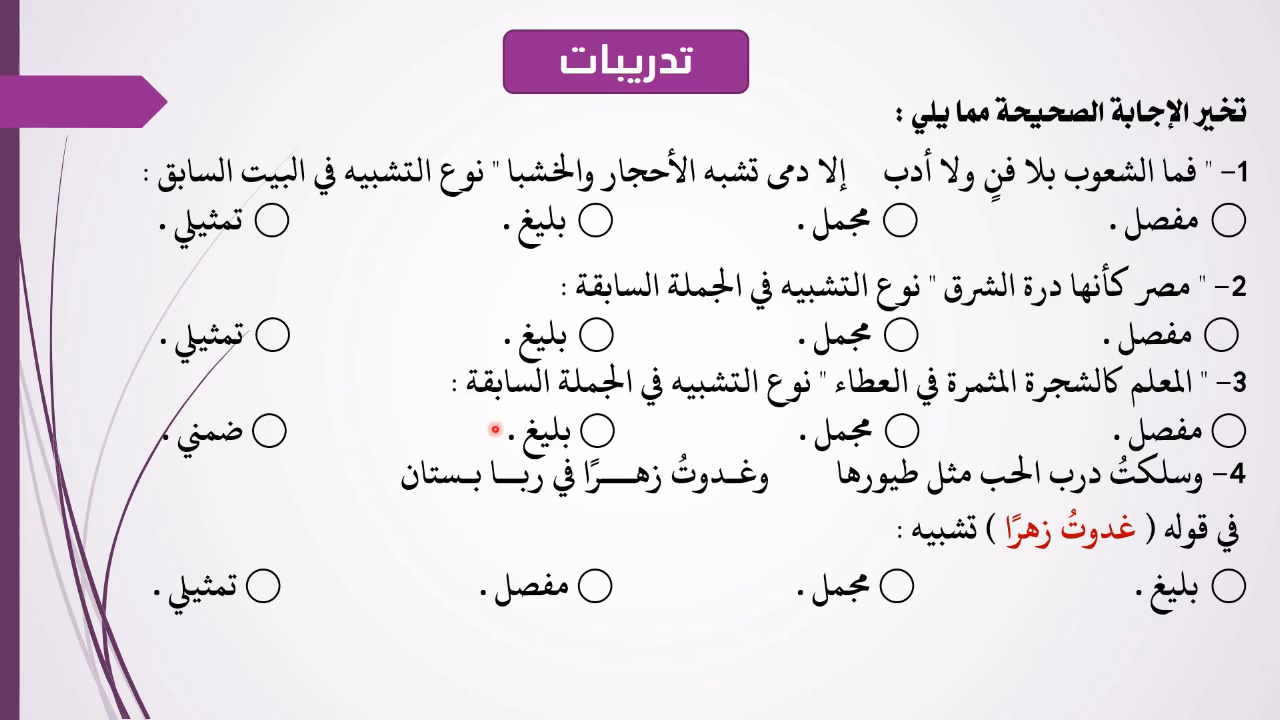 تدريبات
تخير الإجابة الصحيحة مما يلي :
1- " فما الشعوب بلا فنٍ ولا أدب إلا دمى تشبه الأحجار والخشبا " نوع التشبيه في البيت السابق :
مفصل . مجمل . بليغ . تمثيلي .
2- " مصر كأنها درة الشرق " نوع التشبيه في الجملة السابقة :
مفصل . مجمل . بليغ . تمثيلي .
3- " المعلم كالشجرة المثمرة في العطاء " نوع التشبيه في الجملة السابقة :
مفصل . مجمل . بليغ . ضمني .
4- وسلكتُ درب الحب مثل طيورها وغـدوتُ زهـــرًا في ربـــا بـستان
في قوله ( غدوتُ زهرًا ) تشبيه :
بليغ . مجمل . مفصل . تمثيلي .